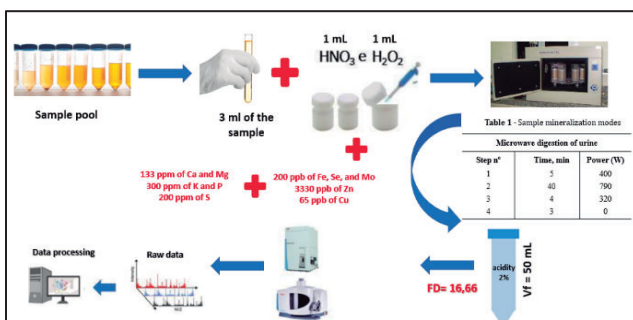 Sample pool
3 ml of the
sample
1 mL 1 mL
HNO3 e H2O2
Table 1 - Sample mineralization modes
Microwave digestion of urine
Step nº Time, min Power (W)
1 5 400
2 40 790
3 4 320
4 3 0
133 ppm of Ca and Mg
300 ppm of K and P
200 ppm of S
200 ppb of Fe, Se, and Mo
3330 ppb of Zn
65 ppb of Cu
acidity
2%
Vf = 50 mL
FD= 16,66
Raw data
Intensity
m/z
Data processing